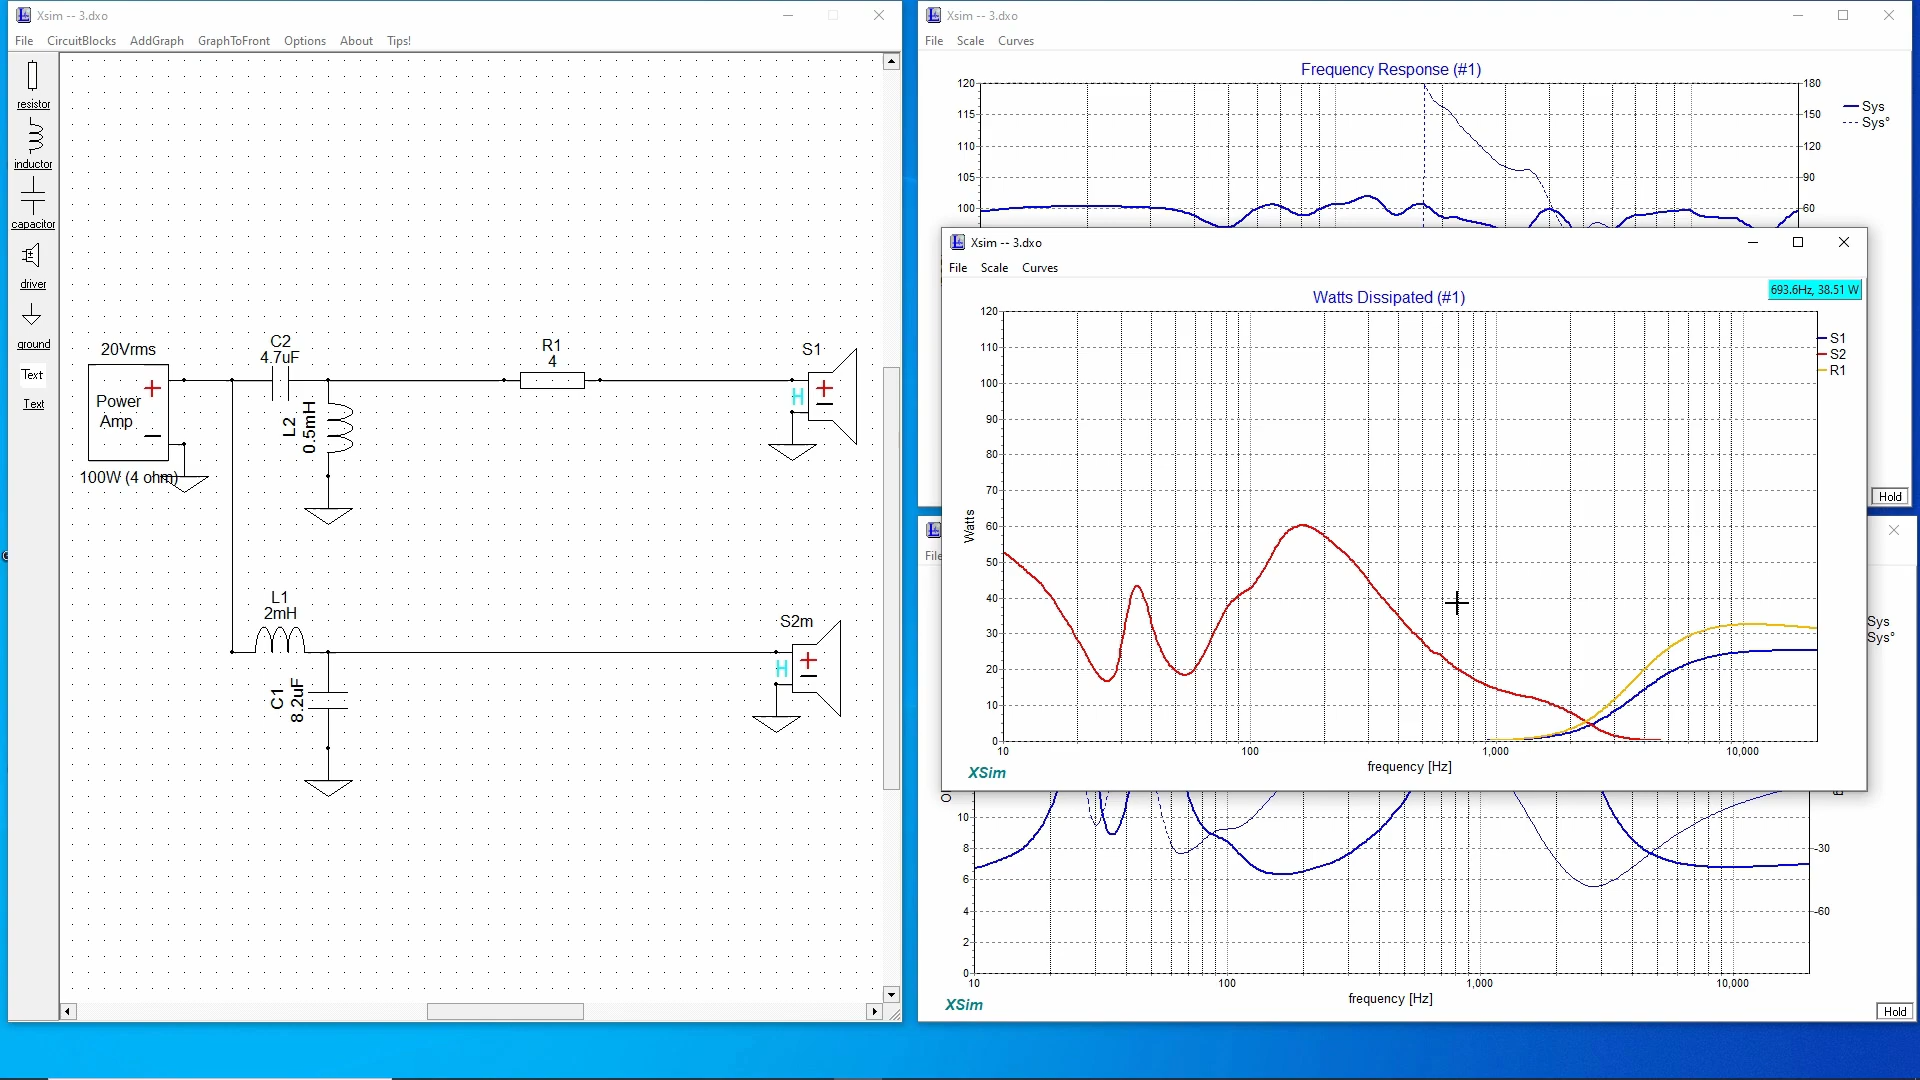 Xsim -- 3.dxo
File CircuitBlocks AddGraph GraphToFront Options About Tips!
resistor
inductor
capacitor
driver
ground
Text
Text
20Vrms
Power
Amp
100W (4 ohm)
C2
4.7uF
L2
0.5mH
R1
4
S1
H
L1
2mH
C1
8.2uF
S2m
H
Xsim -- 3.dxo
File Scale Curves
Frequency Response (#1)
120
115
110
105
100
180
150
120
90
60
Sys
Sys°
Hold
Xsim -- 3.dxo
File Scale Curves
Watts Dissipated (#1)
693.6Hz, 38.51 W
120
110
100
90
80
70
60
50
40
30
20
10
0
Watts
10 100 1,000 10,000
frequency [Hz]
XSim
S1
S2
R1
File
Sys
Sys°
10
8
6
4
2
0
-30
-60
10 100 1,000 10,000
frequency [Hz]
XSim
Hold